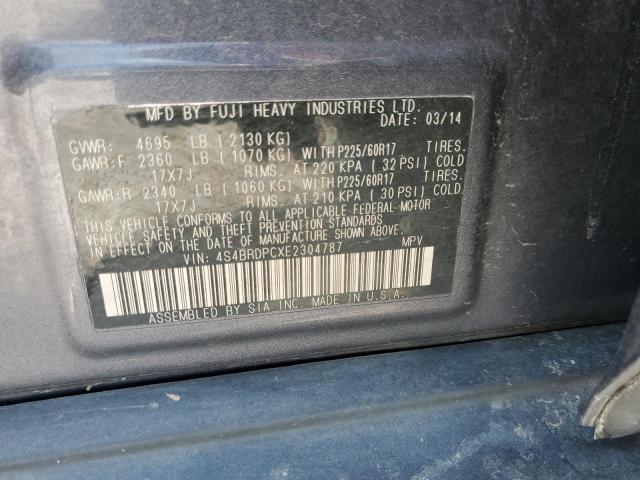 MFD BY FUJI HEAVY INDUSTRIES LTD.
DATE: 03/14
GVWR: 4695 LB ( 2130 KG)
GAWR:F 2360 LB ( 1070 KG) WITH P225/60R17 TIRES.
17X7J RIMS. AT 220 KPA ( 32 PSI) COLD
GAWR:R 2340 LB ( 1060 KG) WITH P225/60R17 TIRES.
17X7J RIMS. AT 210 KPA ( 30 PSI) COLD
THIS VEHICLE CONFORMS TO ALL APPLICABLE FEDERAL MOTOR
VEHICLE SAFETY AND THEFT PREVENTION STANDARDS
IN EFFECT ON THE DATE OF MANUFACTURE SHOWN ABOVE.
VIN: 4S4BRDPCXE2304787 MPV
ASSEMBLED BY SIA INC. MADE IN U.S.A.